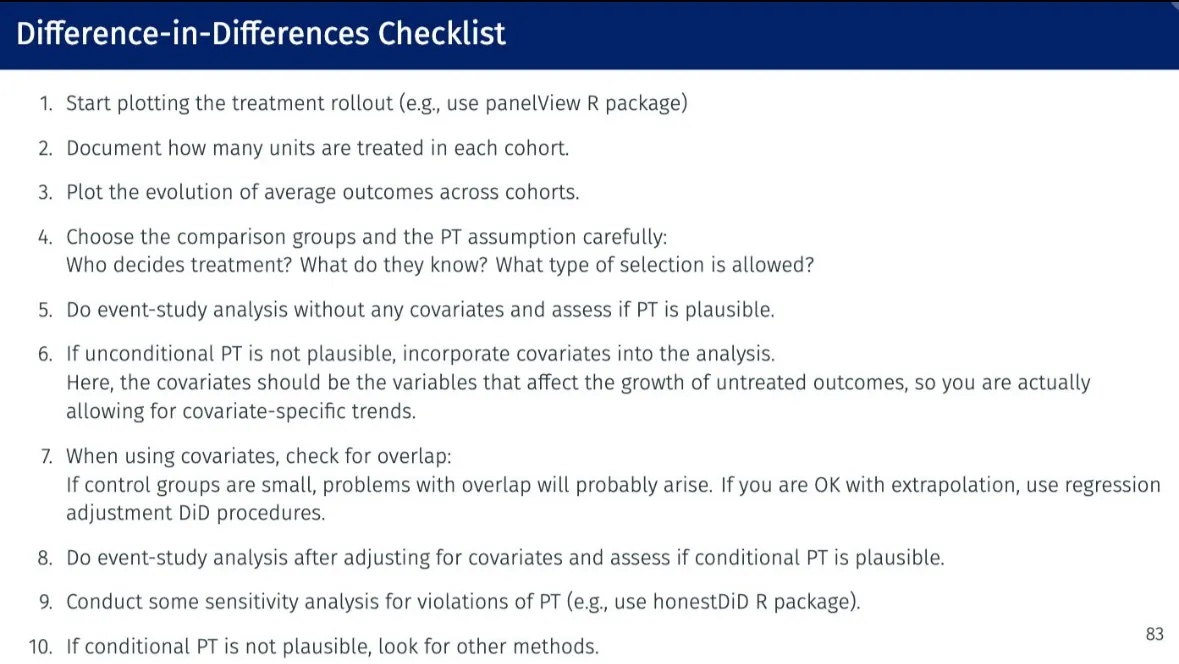 Difference-in-Differences Checklist
1. Start plotting the treatment rollout (e.g., use panelView R package)
2. Document how many units are treated in each cohort.
3. Plot the evolution of average outcomes across cohorts.
4. Choose the comparison groups and the PT assumption carefully:
Who decides treatment? What do they know? What type of selection is allowed?
5. Do event-study analysis without any covariates and assess if PT is plausible.
6. If unconditional PT is not plausible, incorporate covariates into the analysis.
Here, the covariates should be the variables that affect the growth of untreated outcomes, so you are actually
allowing for covariate-specific trends.
7. When using covariates, check for overlap:
If control groups are small, problems with overlap will probably arise. If you are OK with extrapolation, use regression
adjustment DiD procedures.
8. Do event-study analysis after adjusting for covariates and assess if conditional PT is plausible.
9. Conduct some sensitivity analysis for violations of PT (e.g., use honestDiD R package).
10. If conditional PT is not plausible, look for other methods.
83